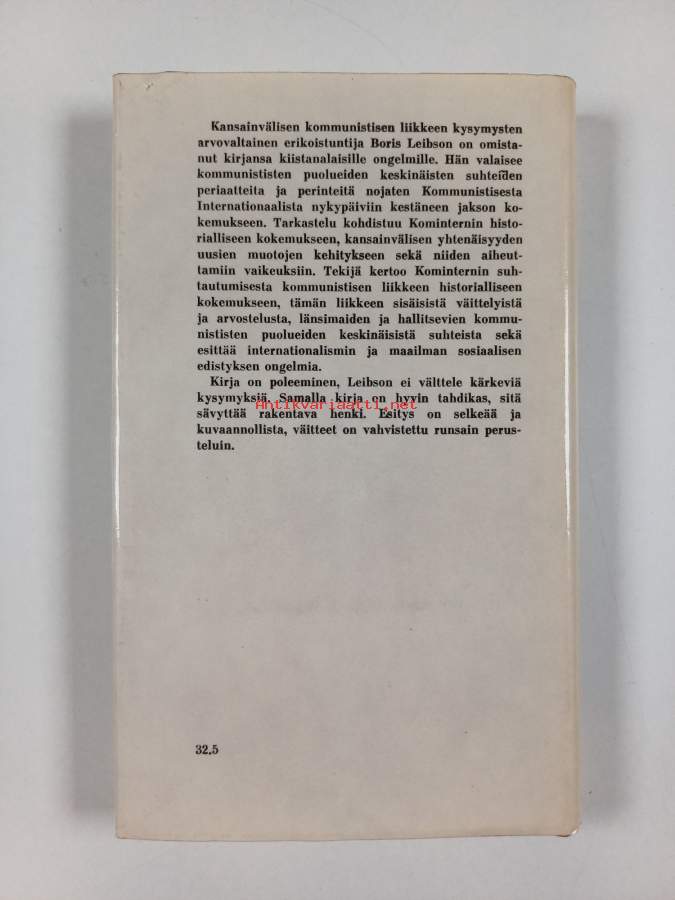 Kansainvälisen kommunistisen liikkeen kysymysten
arvovaltainen erikoistuntija Boris Leibson on omista-
nut kirjansa kiistanalaisille ongelmille. Hän valaisee
kommunististen puolueiden keskinäisten suhteiden
periaatteita ja perinteitä nojaten Kommunistisesta
Internationaalista nykypäiviin kestäneen jakson ko-
kemukseen. Tarkastelu kohdistuu Kominternin histo-
rialliseen kokemukseen, kansainvälisen yhtenäisyyden
uusien muotojen kehitykseen sekä niiden aiheut-
tamiin vaikeuksiin. Tekijä kertoo Kominternin suh-
tautumisesta kommunistisen liikkeen historialliseen
kokemukseen, tämän liikkeen sisäisistä väittelyistä
ja arvostelusta, länsimaiden ja hallitsevien kommu-
nististen puolueiden keskinäisistä suhteista sekä
esittää internationalismin ja maailman sosiaalisen
edistyksen ongelmia.
Kirja on poleeminen, Leibson ei välttele kärkeviä
kysymyksiä. Samalla kirja on hyvin tahdikas, sitä
Antikvariaatti.net
sävyttää rakentava henki. Esitys on selkeää ja
kuvaannollista, väitteet on vahvistettu runsain perus-
teluin.
32.5